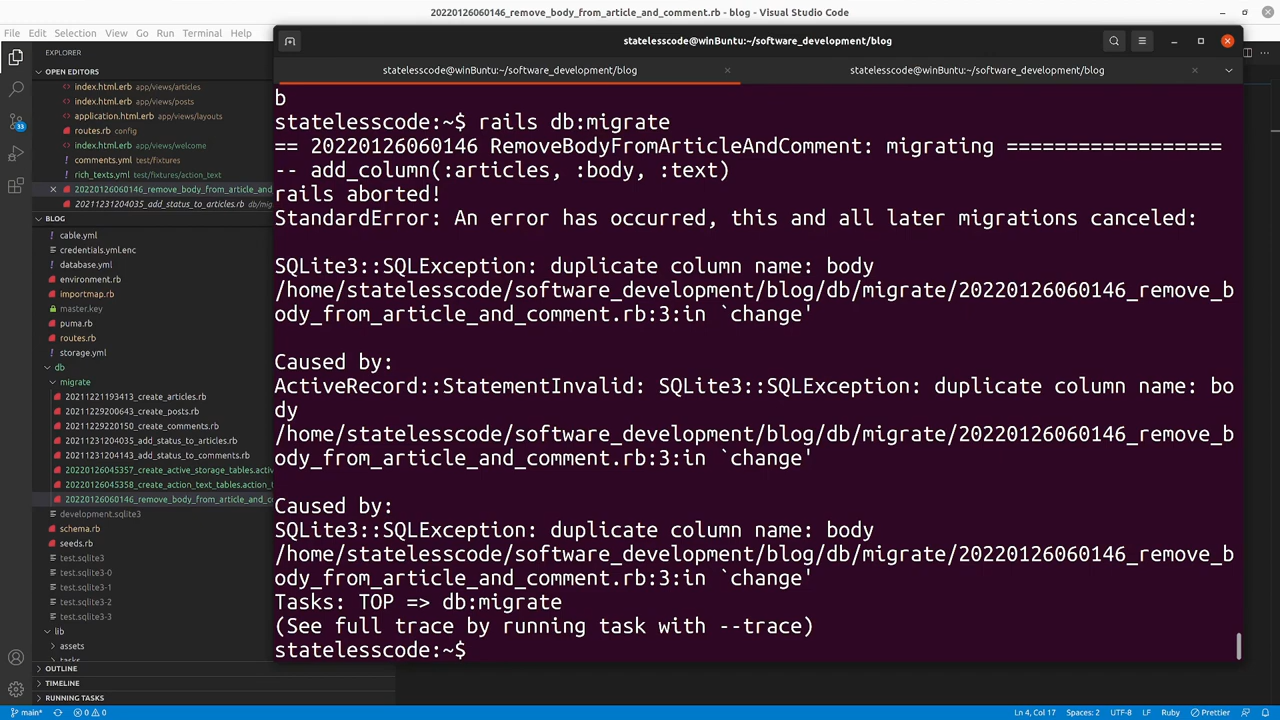 20220126060146_remove_body_from_article_and_comment.rb - blog - Visual Studio Code
File Edit Selection View Go Run Terminal Help
EXPLORER
OPEN EDITORS
index.html.erb app/views/articles
index.html.erb app/views/posts
application.html.erb app/views/layouts
routes.rb config
index.html.erb app/views/welcome
comments.yml test/fixtures
rich_texts.yml test/fixtures/action_text
20220126060146_remove_body_from_article_and
20211231204035_add_status_to_articles.rb db/mig
BLOG
cable.yml
credentials.yml.enc
database.yml
environment.rb
importmap.rb
master.key
puma.rb
routes.rb
storage.yml
db
migrate
20211221193413_create_articles.rb
20211229200643_create_posts.rb
20211229220150_create_comments.rb
20211231204035_add_status_to_articles.rb
20211231204143_add_status_to_comments.rb
20220126045357_create_active_storage_tables.activ
20220126045358_create_action_text_tables.action_t
20220126060146_remove_body_from_article_and_co
development.sqlite3
schema.rb
seeds.rb
test.sqlite3
test.sqlite3-0
test.sqlite3-1
test.sqlite3-2
test.sqlite3-3
lib
assets
tasks
OUTLINE
TIMELINE
RUNNING TASKS
33
statelesscode@winBuntu:~/software_development/blog
statelesscode@winBuntu:~/software_development/blog
statelesscode@winBuntu:~/software_development/blog
b
statelesscode:~$ rails db:migrate
== 20220126060146 RemoveBodyFromArticleAndComment: migrating ==================
-- add_column(:articles, :body, :text)
rails aborted!
StandardError: An error has occurred, this and all later migrations canceled:
SQLite3::SQLException: duplicate column name: body
/home/statelesscode/software_development/blog/db/migrate/20220126060146_remove_b
ody_from_article_and_comment.rb:3:in `change'
Caused by:
ActiveRecord::StatementInvalid: SQLite3::SQLException: duplicate column name: bo
dy
/home/statelesscode/software_development/blog/db/migrate/20220126060146_remove_b
ody_from_article_and_comment.rb:3:in `change'
Caused by:
SQLite3::SQLException: duplicate column name: body
/home/statelesscode/software_development/blog/db/migrate/20220126060146_remove_b
ody_from_article_and_comment.rb:3:in `change'
Tasks: TOP => db:migrate
(See full trace by running task with --trace)
statelesscode:~$
main* 0 0 Ln 4, Col 17 Spaces: 2 UTF-8 LF Ruby Prettier